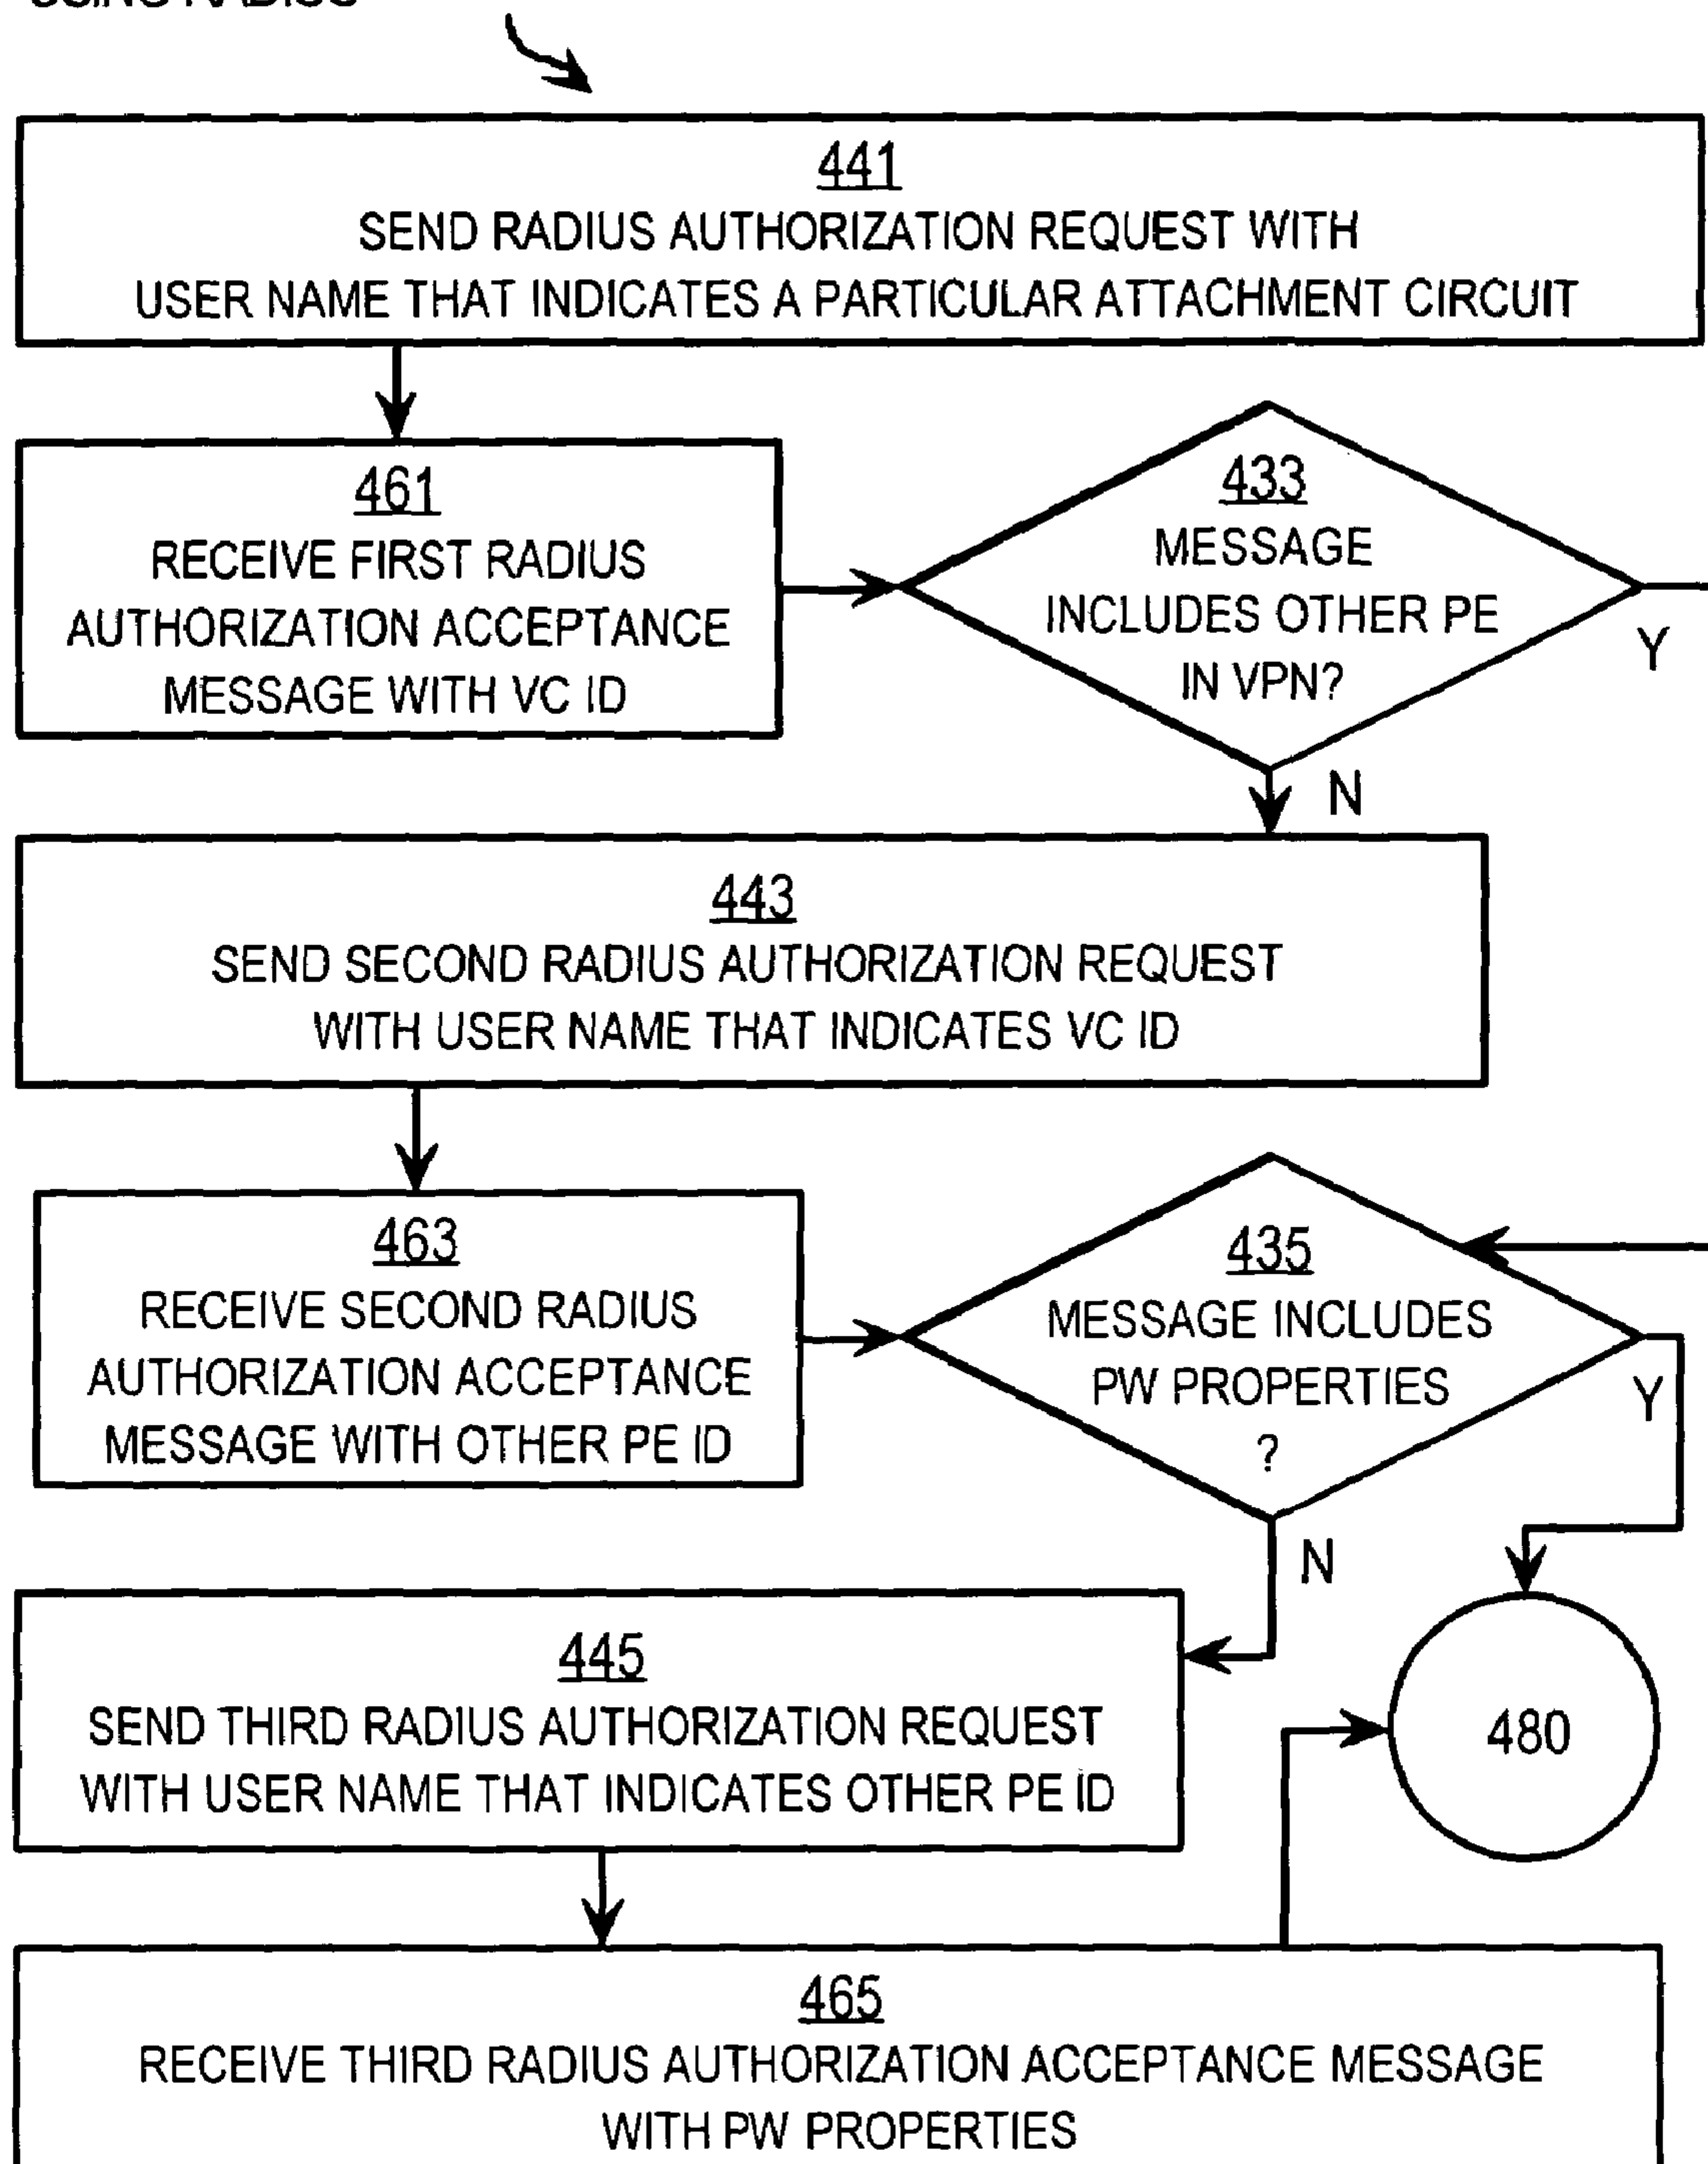 USING RADIUS
441
SEND RADIUS AUTHORIZATION REQUEST WITH
USER NAME THAT INDICATES A PARTICULAR ATTACHMENT CIRCUIT
461
RECEIVE FIRST RADIUS
AUTHORIZATION ACCEPTANCE
MESSAGE WITH VC ID
433
MESSAGE
INCLUDES OTHER PE
IN VPN?
Y
N
443
SEND SECOND RADIUS AUTHORIZATION REQUEST
WITH USER NAME THAT INDICATES VC ID
463
RECEIVE SECOND RADIUS
AUTHORIZATION ACCEPTANCE
MESSAGE WITH OTHER PE ID
435
MESSAGE INCLUDES
PW PROPERTIES
?
Y
N
445
SEND THIRD RADIUS AUTHORIZATION REQUEST
WITH USER NAME THAT INDICATES OTHER PE ID
480
465
RECEIVE THIRD RADIUS AUTHORIZATION ACCEPTANCE MESSAGE
WITH PW PROPERTIES